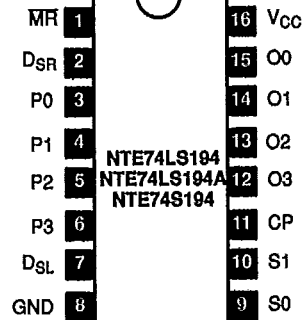 MR 1 16 VCC
DSR 2 15 O0
P0 3 14 O1
P1 4 13 O2
NTE74LS194
P2 5 NTE74LS194A 12 O3
NTE74S194
P3 6 11 CP
DSL 7 10 S1
GND 8 9 S0